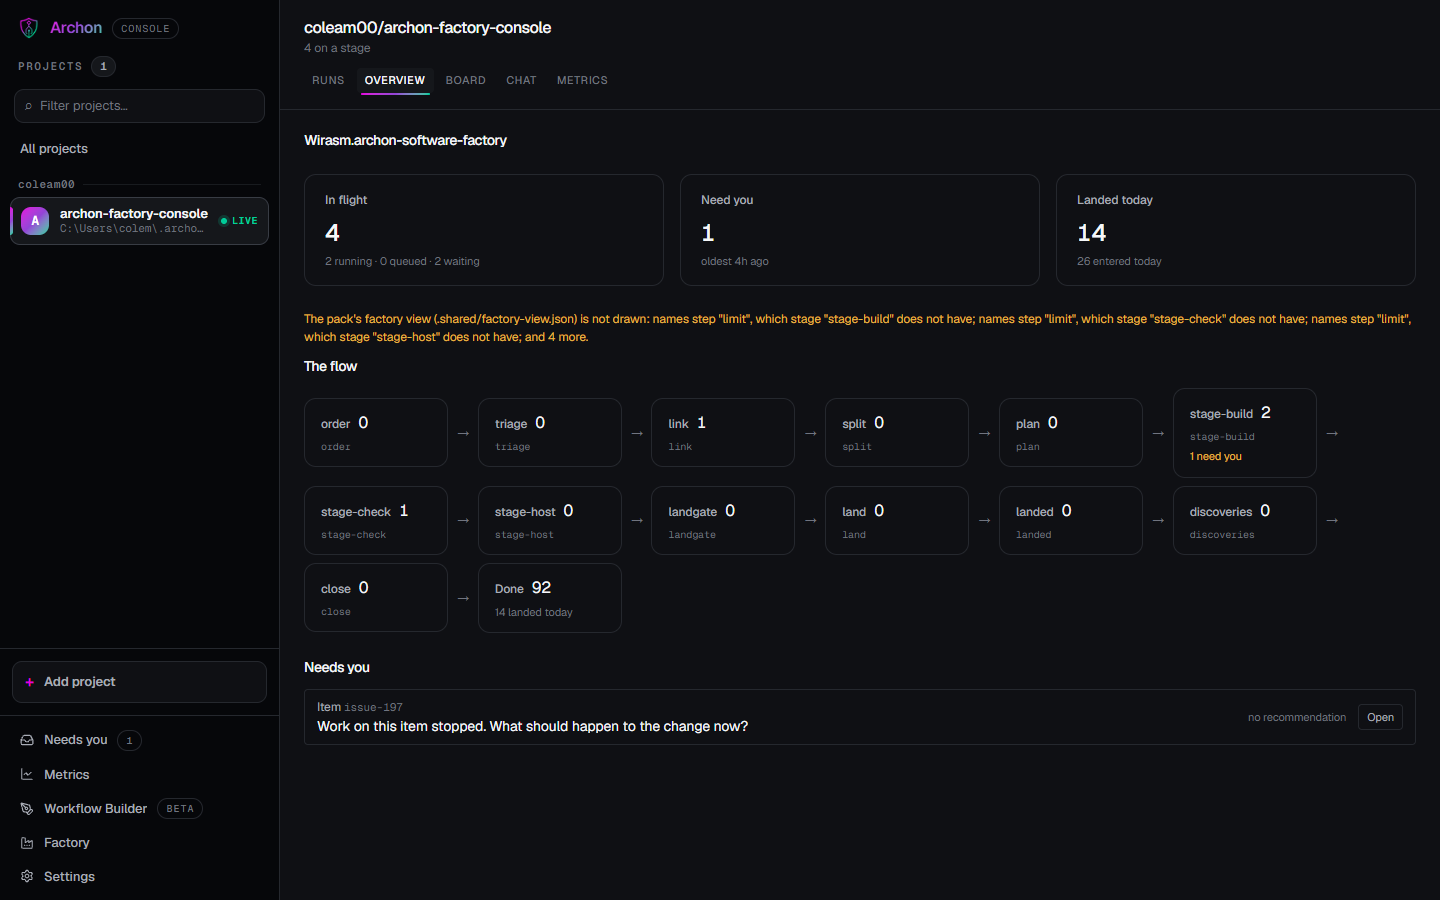 Archon CONSOLE
PROJECTS 1
Filter projects...
All projects
coleam00
A archon-factory-console LIVE
C:\Users\colem\.archo...
+ Add project
Needs you 1
Metrics
Workflow Builder BETA
Factory
Settings
coleam00/archon-factory-console
4 on a stage
RUNS OVERVIEW BOARD CHAT METRICS
Wirasm.archon-software-factory
In flight
4
2 running · 0 queued · 2 waiting
Need you
1
oldest 4h ago
Landed today
14
26 entered today
The pack's factory view (.shared/factory-view.json) is not drawn: names step "limit", which stage "stage-build" does not have; names step "limit", which stage "stage-check" does not have; names step "limit",
which stage "stage-host" does not have; and 4 more.
The flow
order 0
order
→
triage 0
triage
→
link 1
link
→
split 0
split
→
plan 0
plan
→
stage-build 2
stage-build
1 need you
→
stage-check 1
stage-check
→
stage-host 0
stage-host
→
landgate 0
landgate
→
land 0
land
→
landed 0
landed
→
discoveries 0
discoveries
→
close 0
close
→
Done 92
14 landed today
Needs you
Item issue-197
Work on this item stopped. What should happen to the change now?
no recommendation Open